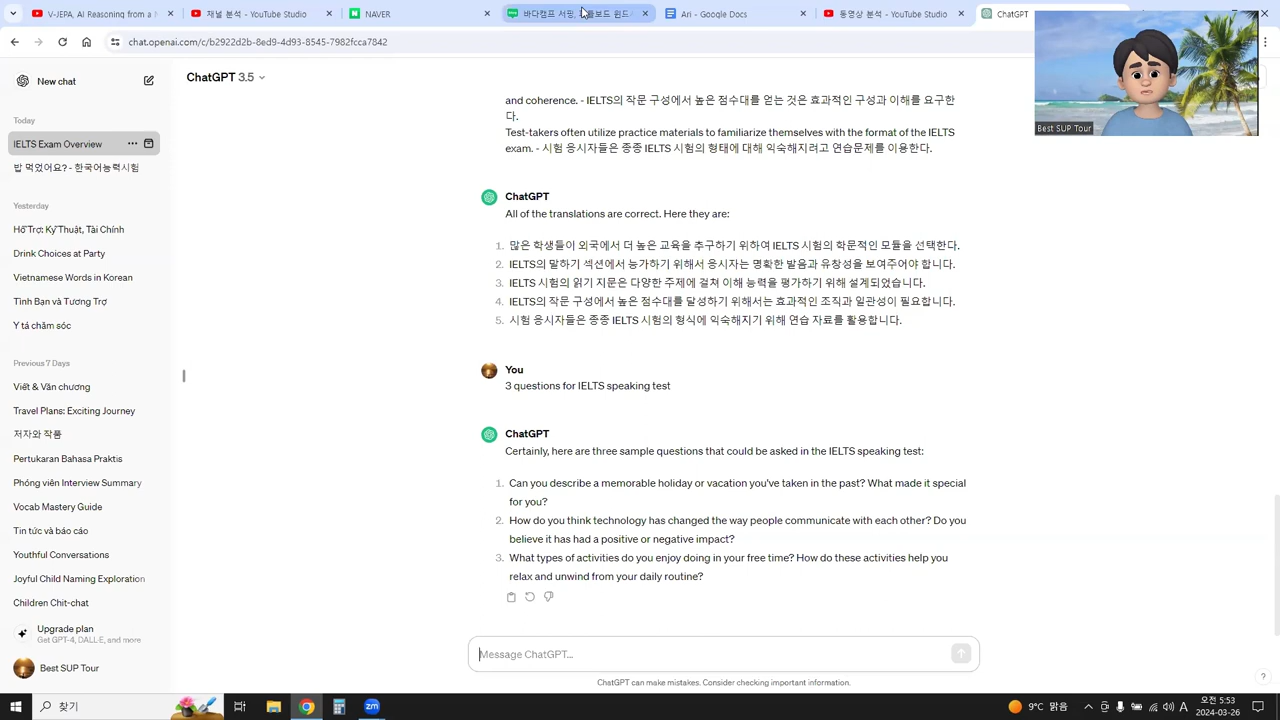 V-JEPA, AI Reasoning from a J
채널 분석 - YouTube Studio
NAVER
Ari - Google Docs
동영상 분석 - YouTube Studio
ChatGPT
chat.openai.com/c/b2922d2b-8ed9-4d93-8545-7982fcca7842
New chat
ChatGPT 3.5
Today
IELTS Exam Overview
밥 먹었어요? - 한국어능력시험
Yesterday
Hỗ Trợ: Kỹ Thuật, Tài Chính
Drink Choices at Party
Vietnamese Words in Korean
Tình Bạn và Tương Trợ
Y tá chăm sóc
Previous 7 Days
Viết & Văn chương
Travel Plans: Exciting Journey
저자와 작품
Pertukaran Bahasa Praktis
Phóng viên Interview Summary
Vocab Mastery Guide
Tin tức và báo cáo
Youthful Conversations
Joyful Child Naming Exploration
Children Chit-chat
Upgrade plan
Get GPT-4, DALL·E, and more
Best SUP Tour
and coherence. - IELTS의 작문 구성에서 높은 점수대를 얻는 것은 효과적인 구성과 이해를 요구한
다.
Test-takers often utilize practice materials to familiarize themselves with the format of the IELTS
exam. - 시험 응시자들은 종종 IELTS 시험의 형태에 대해 익숙해지려고 연습문제를 이용한다.
ChatGPT
All of the translations are correct. Here they are:
1. 많은 학생들이 외국에서 더 높은 교육을 추구하기 위하여 IELTS 시험의 학문적인 모듈을 선택한다.
2. IELTS의 말하기 섹션에서 능가하기 위해서 응시자는 명확한 발음과 유창성을 보여주어야 합니다.
3. IELTS 시험의 읽기 지문은 다양한 주제에 걸쳐 이해 능력을 평가하기 위해 설계되었습니다.
4. IELTS의 작문 구성에서 높은 점수대를 달성하기 위해서는 효과적인 조직과 일관성이 필요합니다.
5. 시험 응시자들은 종종 IELTS 시험의 형식에 익숙해지기 위해 연습 자료를 활용합니다.
You
3 questions for IELTS speaking test
ChatGPT
Certainly, here are three sample questions that could be asked in the IELTS speaking test:
1. Can you describe a memorable holiday or vacation you've taken in the past? What made it special
for you?
2. How do you think technology has changed the way people communicate with each other? Do you
believe it has had a positive or negative impact?
3. What types of activities do you enjoy doing in your free time? How do these activities help you
relax and unwind from your daily routine?
Message ChatGPT...
ChatGPT can make mistakes. Consider checking important information.
?
Best SUP Tour
찾기
9°C 맑음
A
오전 5:53
2024-03-26